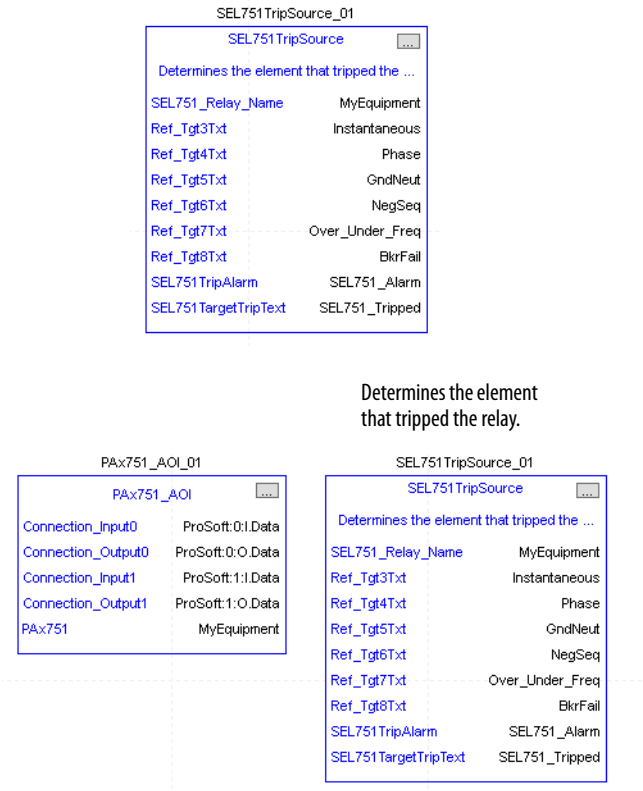 SEL751TripSource_01
SEL751TripSource ...
Determines the element that tripped the ...
SEL751_Relay_Name MyEquipment
Ref_Tgt3Txt Instantaneous
Ref_Tgt4Txt Phase
Ref_Tgt5Txt GndNeut
Ref_Tgt6Txt NegSeq
Ref_Tgt7Txt Over_Under_Freq
Ref_Tgt8Txt BkrFail
SEL751TripAlarm SEL751_Alarm
SEL751TargetTripText SEL751_Tripped
Determines the element
that tripped the relay.
PAx751_AOI_01
PAx751_AOI ...
Connection_Input0 ProSoft:0:I.Data
Connection_Output0 ProSoft:0:O.Data
Connection_Input1 ProSoft:1:I.Data
Connection_Output1 ProSoft:1:O.Data
PAx751 MyEquipment
SEL751TripSource_01
SEL751TripSource ...
Determines the element that tripped the ...
SEL751_Relay_Name MyEquipment
Ref_Tgt3Txt Instantaneous
Ref_Tgt4Txt Phase
Ref_Tgt5Txt GndNeut
Ref_Tgt6Txt NegSeq
Ref_Tgt7Txt Over_Under_Freq
Ref_Tgt8Txt BkrFail
SEL751TripAlarm SEL751_Alarm
SEL751TargetTripText SEL751_Tripped